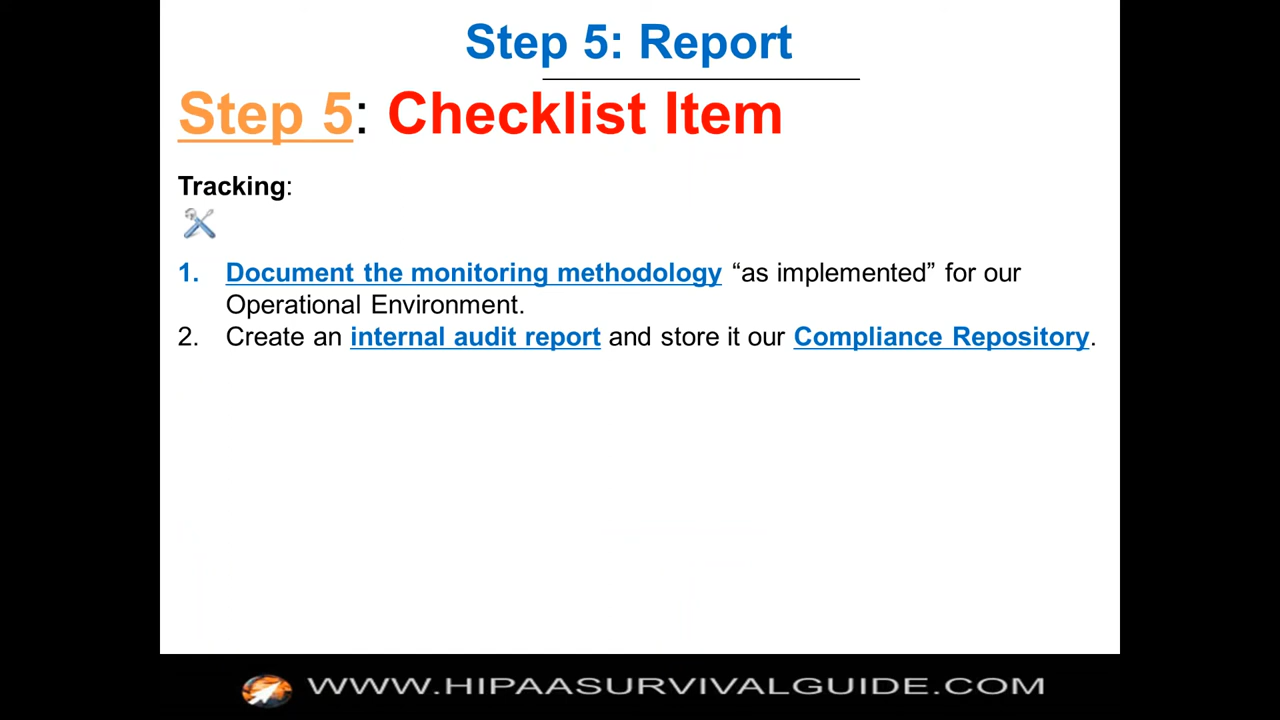 Step 5: Report
Step 5: Checklist Item
Tracking:
1. Document the monitoring methodology “as implemented” for our
Operational Environment.
2. Create an internal audit report and store it our Compliance Repository.
WWW.HIPAASURVIVALGUIDE.COM